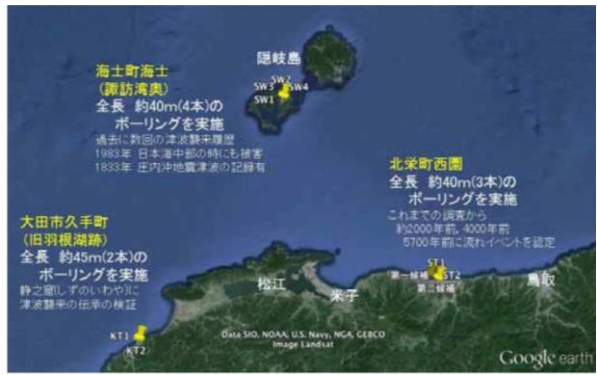 隠岐島
海士町海士
(諏訪湾奥)
全長 約40m(4本)の
ボーリングを実施
過去に数回の津波襲来履歴
1983年 日本海中部の時にも被害
1833年 庄内沖地震津波の記録有
SW2
SW3
SW4
SW1
北栄町西園
全長 約40m(3本)の
ボーリングを実施
これまでの調査から
約2000年前, 4000年前
5700年前に流れイベントを認定
大田市久手町
(旧羽根湖跡)
全長 約45m(2本)の
ボーリングを実施
静之窟(しずのいわや)に
津波襲来の伝承の検証
ST1
第一候補
ST2
第二候補
松江
米子
鳥取
KT1
KT2
Data SIO, NOAA, U.S. Navy, NGA, GEBCO
Image Landsat
Google earth